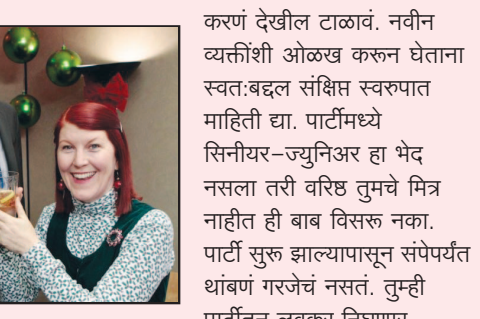 करणं देखील टाळावं. नवीन
व्यक्तींशी ओळख करून घेताना
स्वत:बद्दल संक्षिप्त स्वरुपात
माहिती द्या. पार्टीमध्ये
सिनीयर-ज्युनिअर हा भेद
नसला तरी वरिष्ठ तुमचे मित्र
नाहीत ही बाब विसरू नका.
पार्टी सुरू झाल्यापासून संपेपर्यंत
थांबणं गरजेचं नसतं. तुम्ही